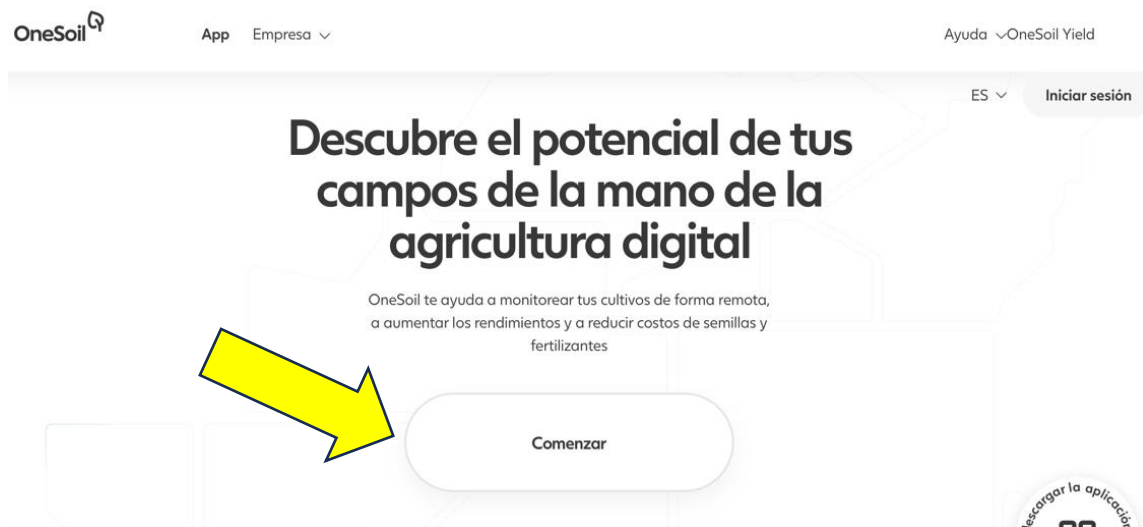 OneSoil
App Empresa
Ayuda OneSoil Yield
ES Iniciar sesión
Descubre el potencial de tus
campos de la mano de la
agricultura digital
OneSoil te ayuda a monitorear tus cultivos de forma remota,
a aumentar los rendimientos y a reducir costos de semillas y
fertilizantes
Comenzar
la aplicación